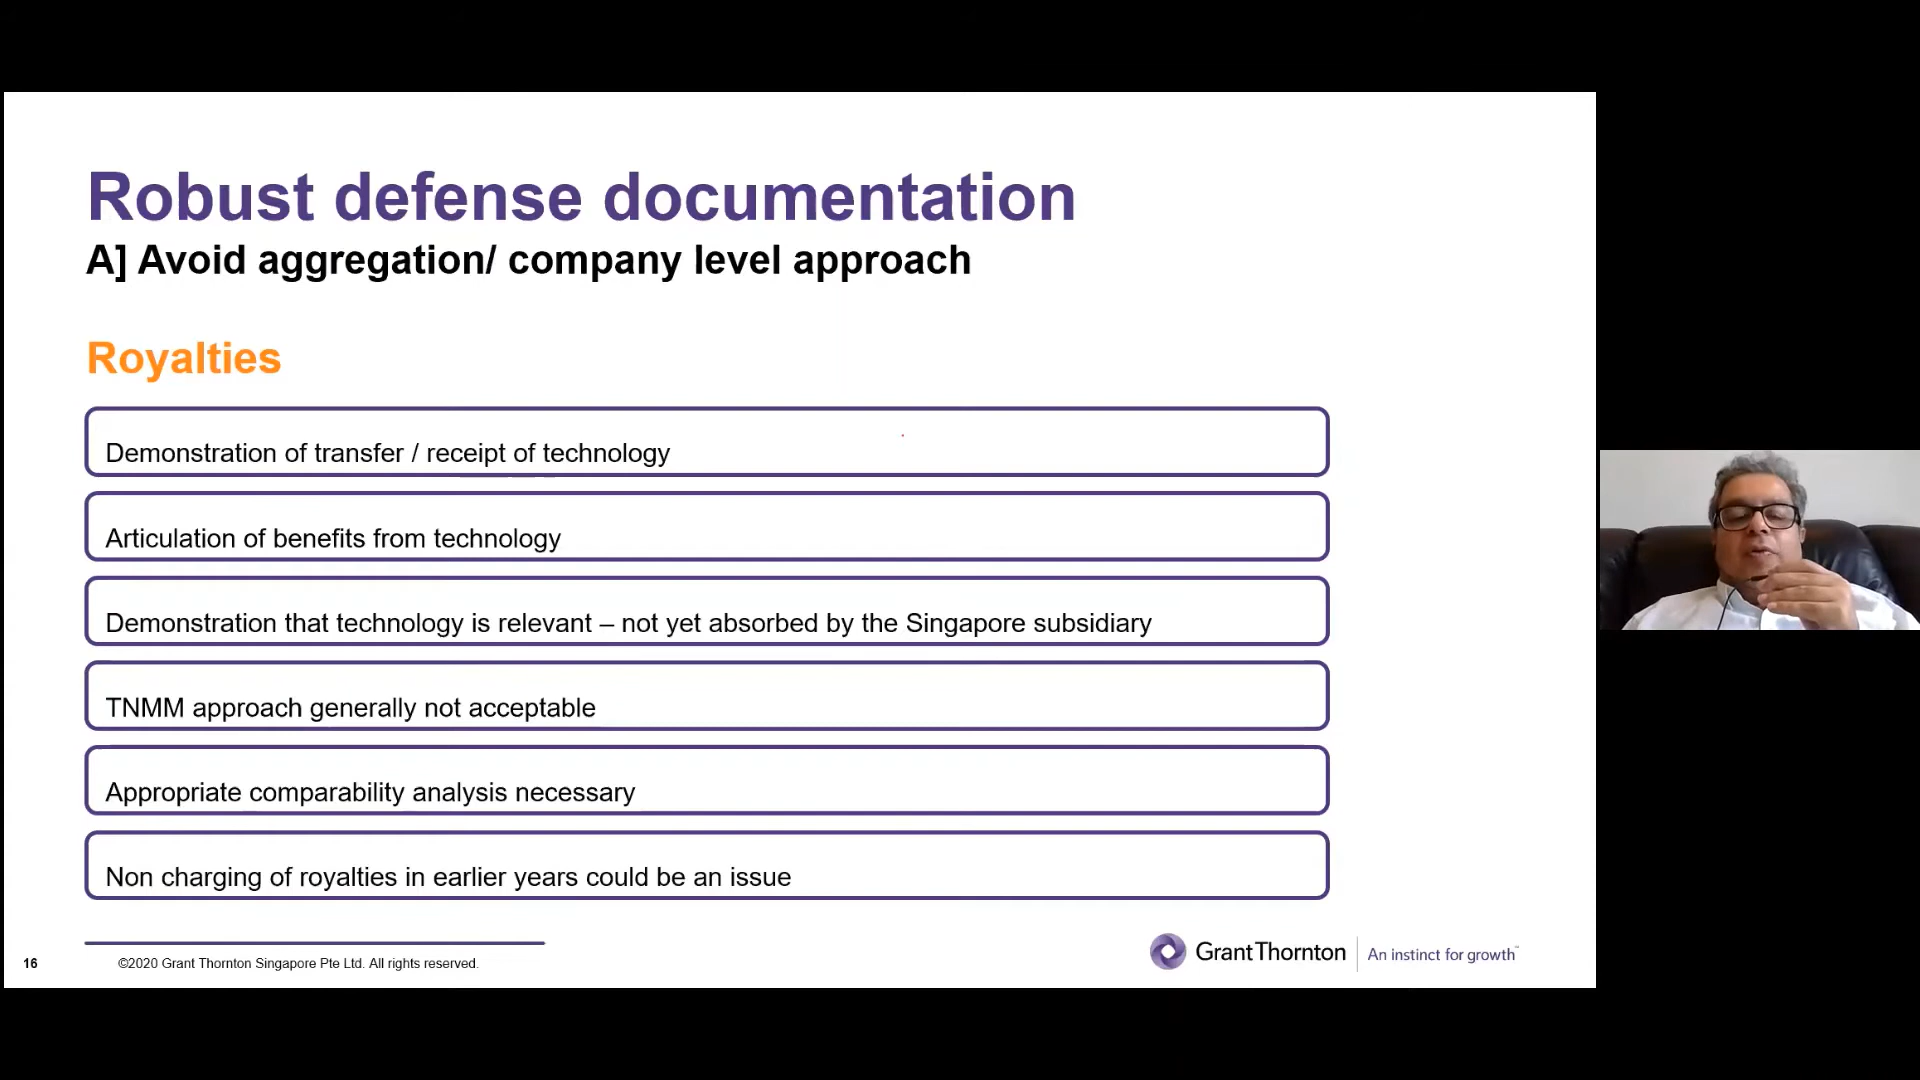 Robust defense documentation
A] Avoid aggregation/ company level approach
Royalties
Demonstration of transfer / receipt of technology
Articulation of benefits from technology
Demonstration that technology is relevant – not yet absorbed by the Singapore subsidiary
TNMM approach generally not acceptable
Appropriate comparability analysis necessary
Non charging of royalties in earlier years could be an issue
16
©2020 Grant Thornton Singapore Pte Ltd. All rights reserved.
GrantThornton
An instinct for growth™